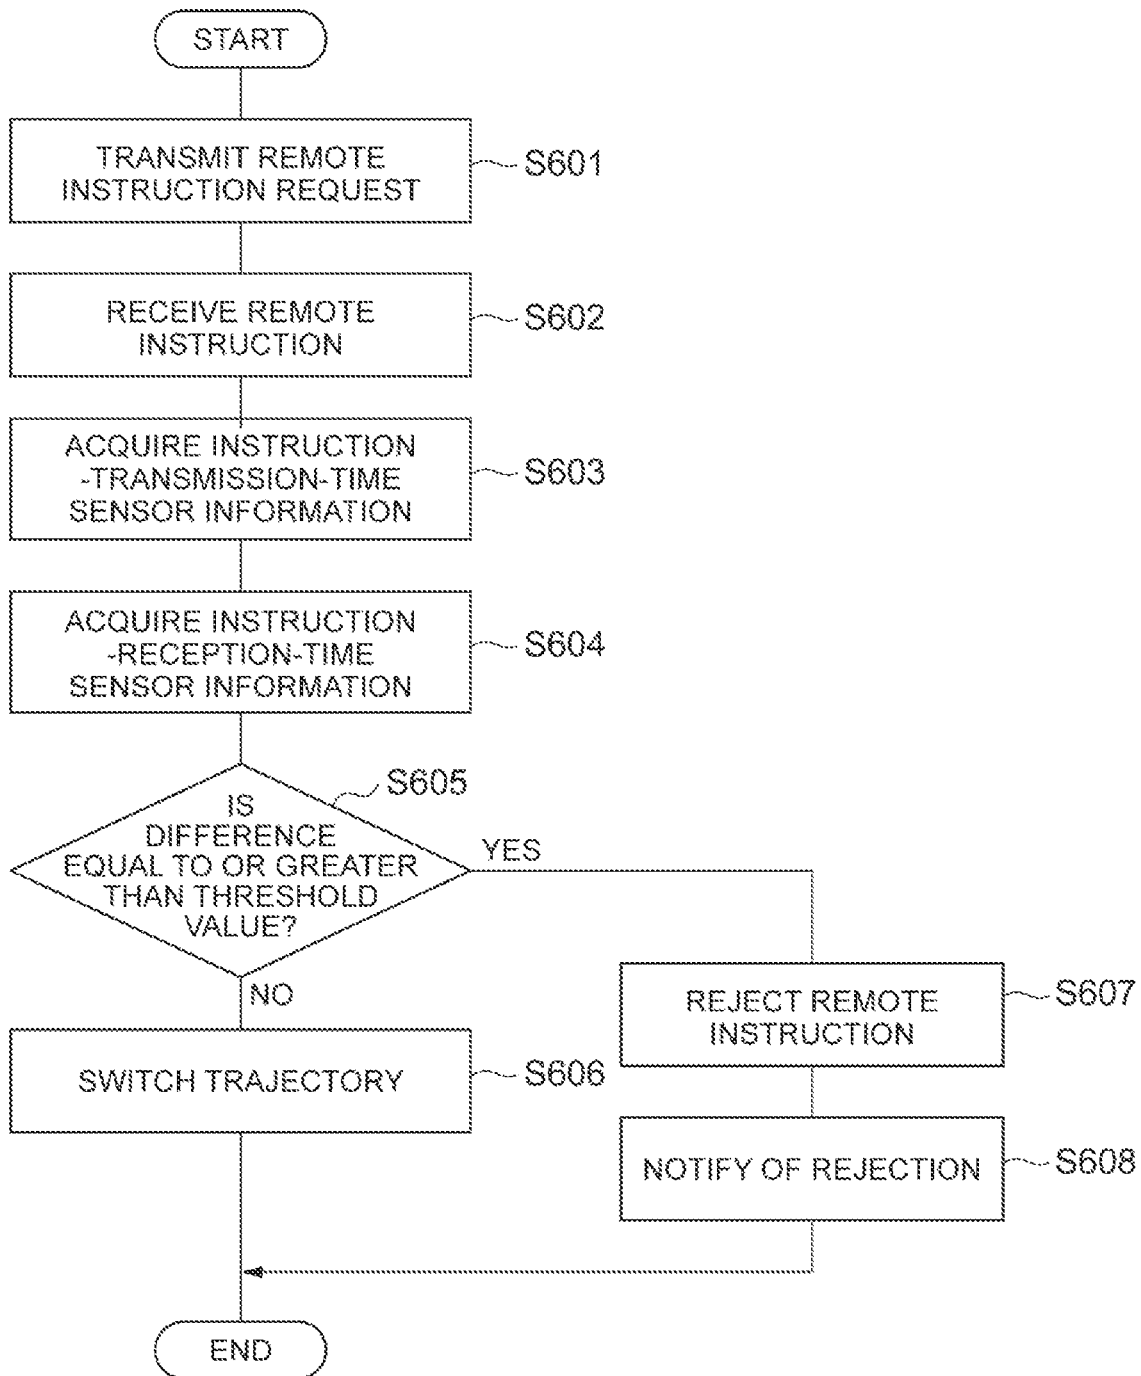 START
TRANSMIT REMOTE
INSTRUCTION REQUEST
S601
RECEIVE REMOTE
INSTRUCTION
S602
ACQUIRE INSTRUCTION
-TRANSMISSION-TIME
SENSOR INFORMATION
S603
ACQUIRE INSTRUCTION
-RECEPTION-TIME
SENSOR INFORMATION
S604
S605
IS
DIFFERENCE
EQUAL TO OR GREATER
THAN THRESHOLD
VALUE?
YES
NO
SWITCH TRAJECTORY
S606
REJECT REMOTE
INSTRUCTION
S607
NOTIFY OF REJECTION
S608
END